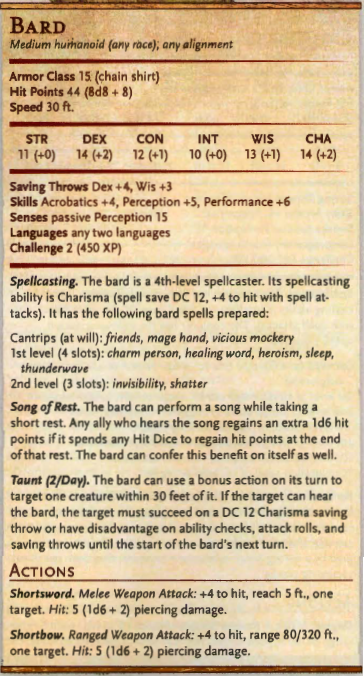 BARD
Medium humanoid (any race), any alignment
Armor Class 15 (chain shirt)
Hit Points 44 (8d8 + 8)
Speed 30 ft.
STR DEX CON INT WIS CHA
11 (+0) 14 (+2) 12 (+1) 10 (+0) 13 (+1) 14 (+2)
Saving Throws Dex +4, Wis +3
Skills Acrobatics +4, Perception +5, Performance +6
Senses passive Perception 15
Languages any two languages
Challenge 2 (450 XP)
Spellcasting. The bard is a 4th-level spellcaster. Its spellcasting
ability is Charisma (spell save DC 12, +4 to hit with spell at-
tacks). It has the following bard spells prepared:
Cantrips (at will): friends, mage hand, vicious mockery
1st level (4 slots): charm person, healing word, heroism, sleep,
thunderwave
2nd level (3 slots): invisibility, shatter
Song of Rest. The bard can perform a song while taking a
short rest. Any ally who hears the song regains an extra 1d6 hit
points if it spends any Hit Dice to regain hit points at the end
of that rest. The bard can confer this benefit on itself as well.
Taunt (2/Day). The bard can use a bonus action on its turn to
target one creature within 30 feet of it. If the target can hear
the bard, the target must succeed on a DC 12 Charisma saving
throw or have disadvantage on ability checks, attack rolls, and
saving throws until the start of the bard's next turn.
ACTIONS
Shortsword. Melee Weapon Attack: +4 to hit, reach 5 ft., one
target. Hit: 5 (1d6 + 2) piercing damage.
Shortbow. Ranged Weapon Attack: +4 to hit, range 80/320 ft.,
one target. Hit: 5 (1d6 + 2) piercing damage.